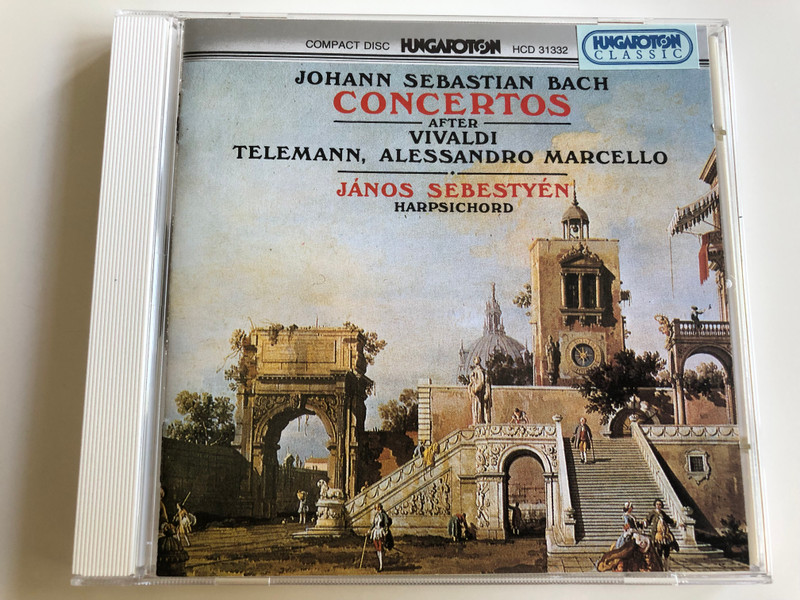 COMPACT DISC HUNGAROTON HCD 31332
HUNGAROTON
CLASSIC
JOHANN SEBASTIAN BACH
CONCERTOS
AFTER
VIVALDI
TELEMANN, ALESSANDRO MARCELLO
JÁNOS SEBESTYÉN
HARPSICHORD